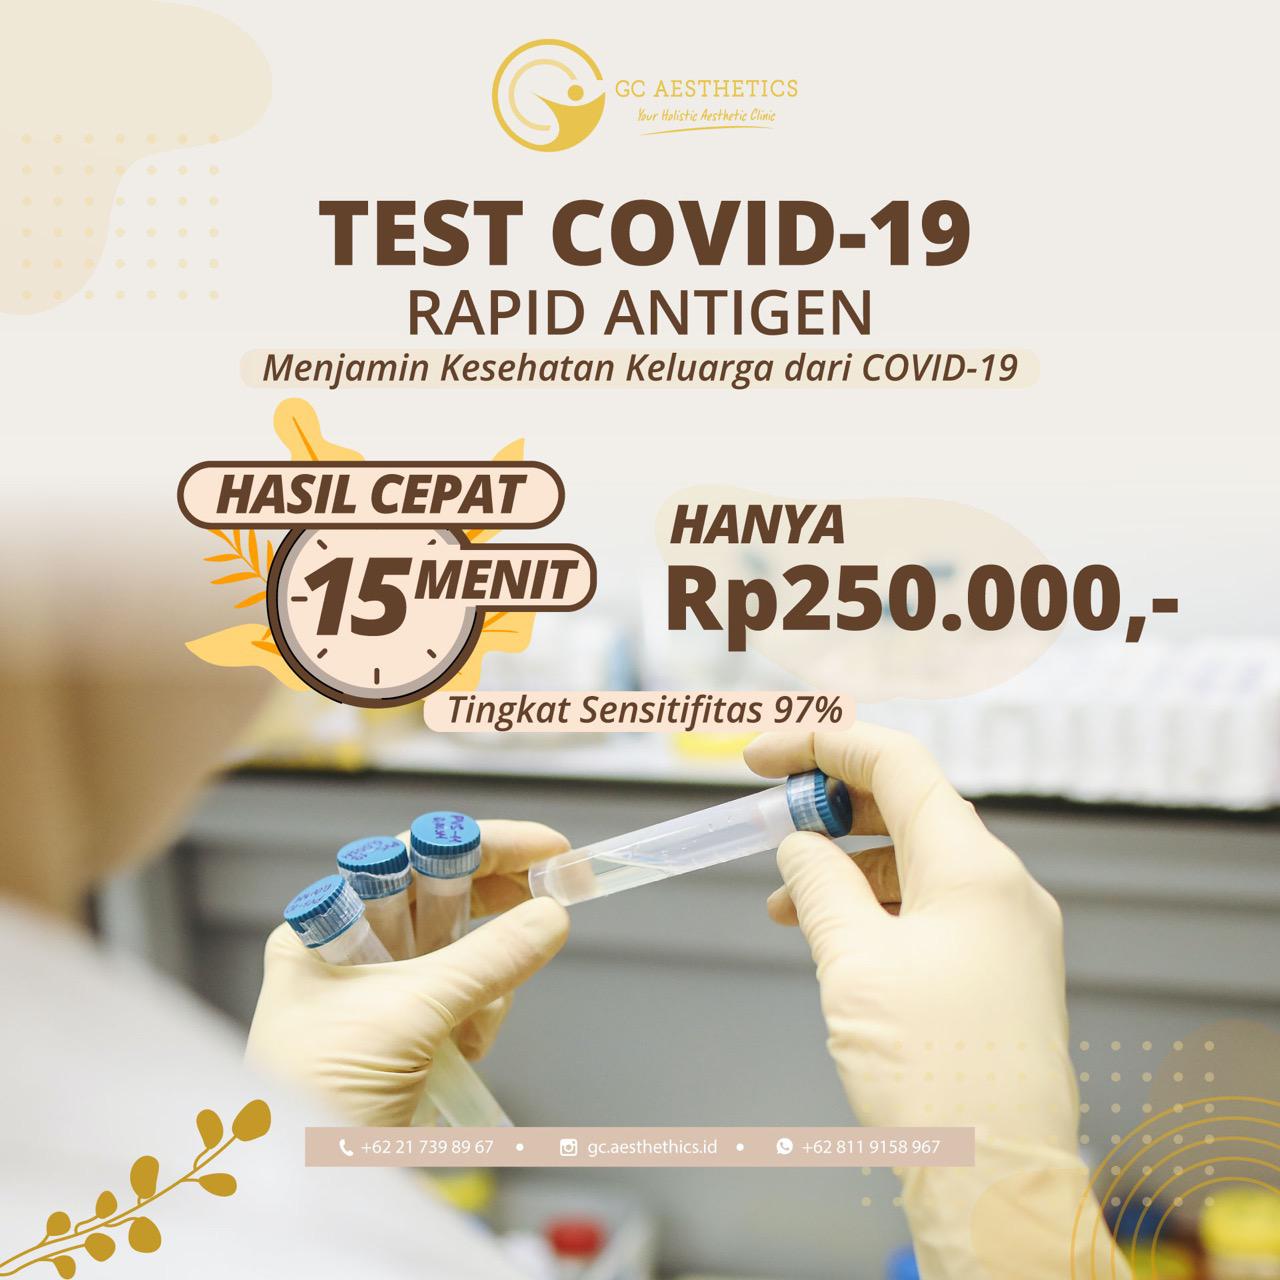 GC AESTHETICS
Your Holistic Aesthetic Clinic
TEST COVID-19
RAPID ANTIGEN
Menjamin Kesehatan Keluarga dari COVID-19
HASIL CEPAT
15 MENIT
HANYA
Rp250.000,-
Tingkat Sensitifitas 97%
+62 21 739 89 67 • gc.aesthethics.id • +62 811 9158 967